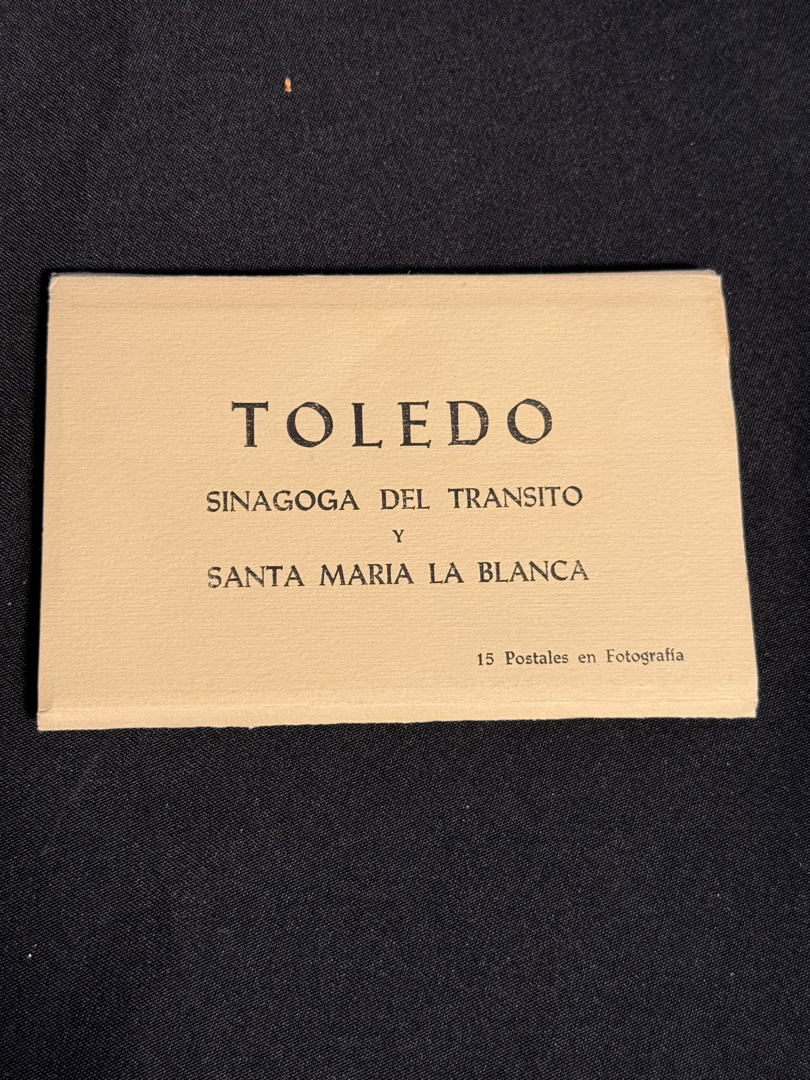 TOLEDO
SINAGOGA DEL TRANSITO
Y
SANTA MARIA LA BLANCA
15 Postales en Fotografía